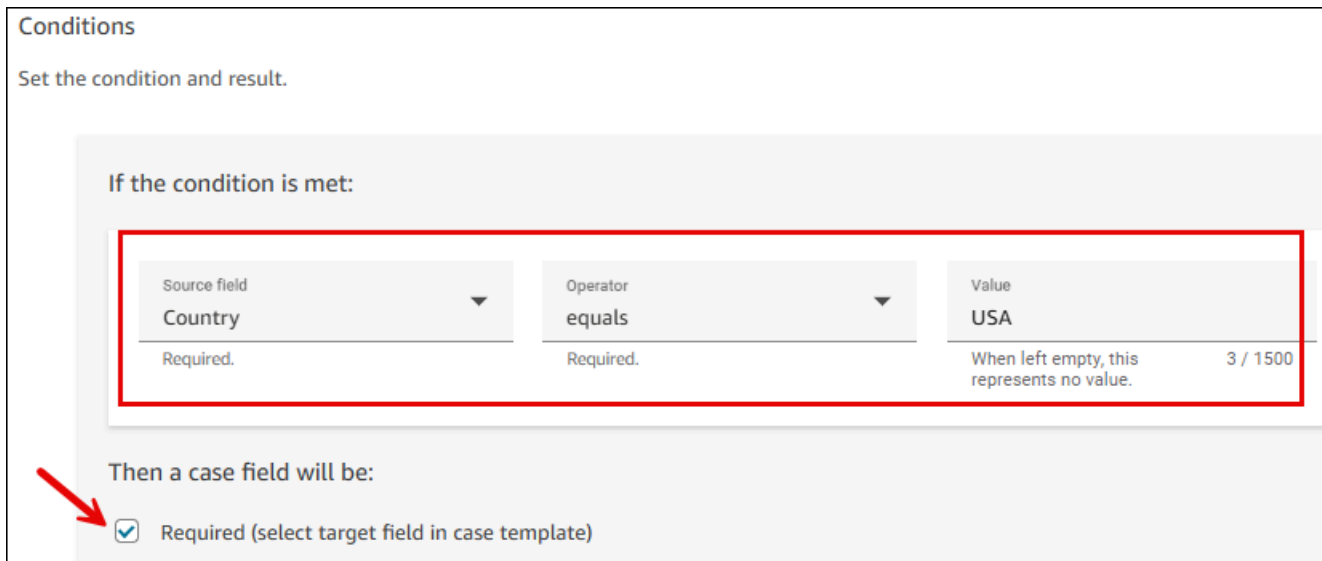 Conditions
Set the condition and result.
If the condition is met:
Source field
Country
Required.
Operator
equals
Required.
Value
USA
When left empty, this
represents no value.
3 / 1500
Then a case field will be:
Required (select target field in case template)